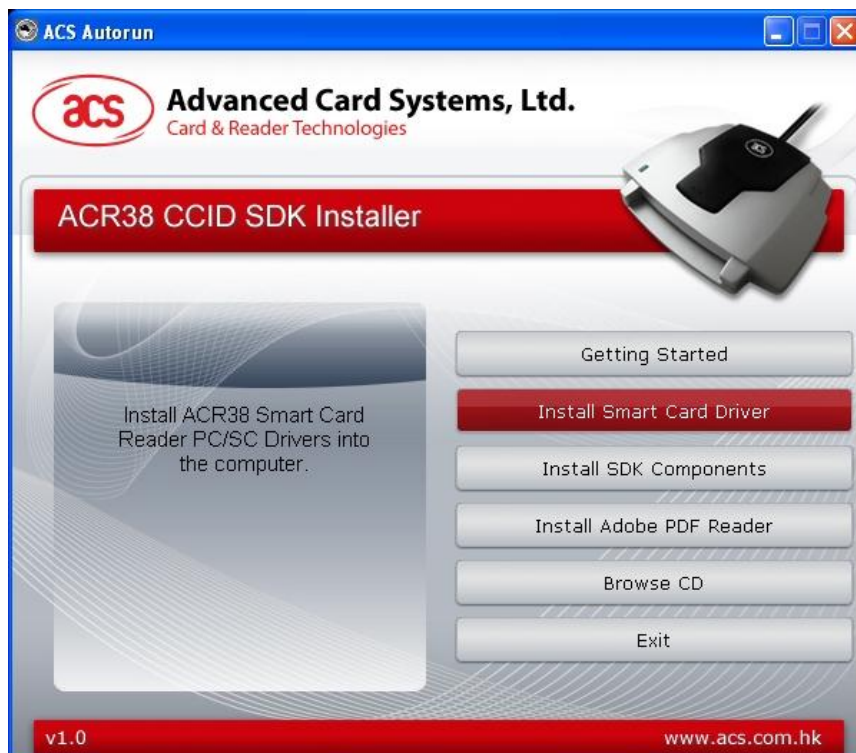 ACS Autorun
acs
Advanced Card Systems, Ltd.
Card & Reader Technologies
acs
ACR38 CCID SDK Installer
Getting Started
Install Smart Card Driver
Install ACR38 Smart Card
Reader PC/SC Drivers into
the computer.
Install SDK Components
Install Adobe PDF Reader
Browse CD
Exit
v1.0
www.acs.com.hk